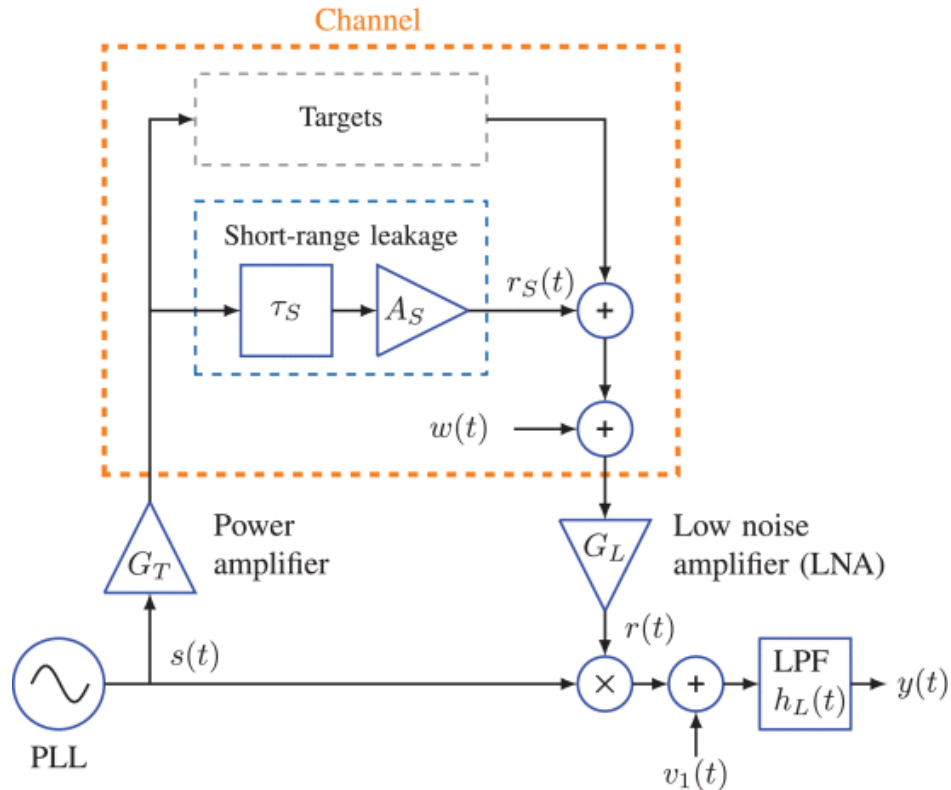 Channel
Targets
Short-range leakage
τ_S
A_S
r_S(t)
+
w(t)
+
G_T
Power
amplifier
G_L
Low noise
amplifier (LNA)
s(t)
r(t)
×
+
LPF
h_L(t)
y(t)
PLL
v_1(t)